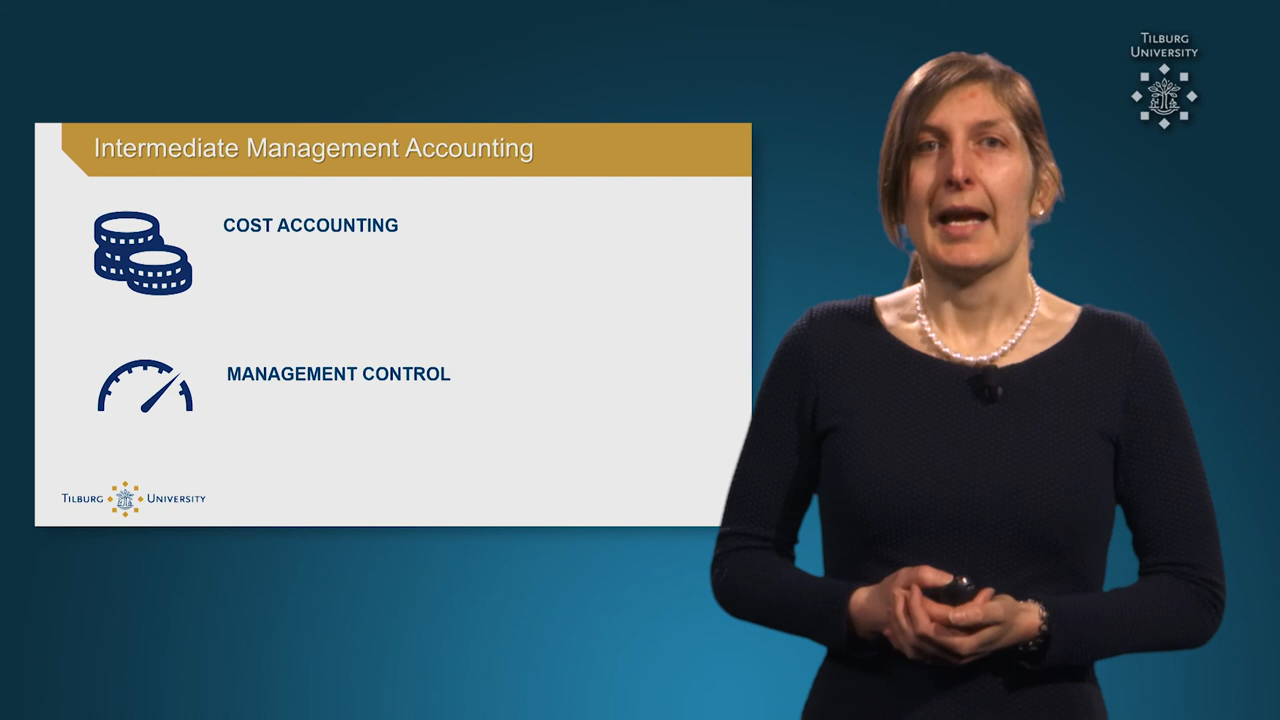 Intermediate Management Accounting
COST ACCOUNTING
MANAGEMENT CONTROL
TILBURG UNIVERSITY
TILBURG
UNIVERSITY